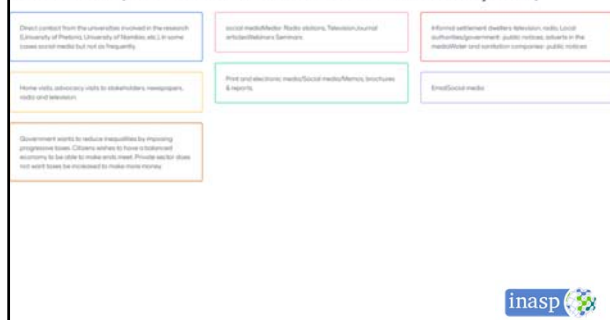 Direct contact from the universities involved in the research
(University of Pretoria, University of Namibia, etc.), in some
cases social media but not as frequently.
social media/Media- Radio stations, Television/Journal
articles/Webinars Seminars
Informal settlement dwellers: television, radio. Local
authorities/government- public notices, adverts in the
media/Water and sanitation companies- public notices
Home visits, advocacy visits to stakeholders, newspapers,
radio and television.
Print and electronic media/Social media/Memos, brochures
& reports.
Email/Social media
Government wants to reduce inequalities by imposing
progressive taxes. Citizens wishes to have a balanced
economy to be able to make ends meet. Private sector does
not want taxes be increased to make more money.
inasp